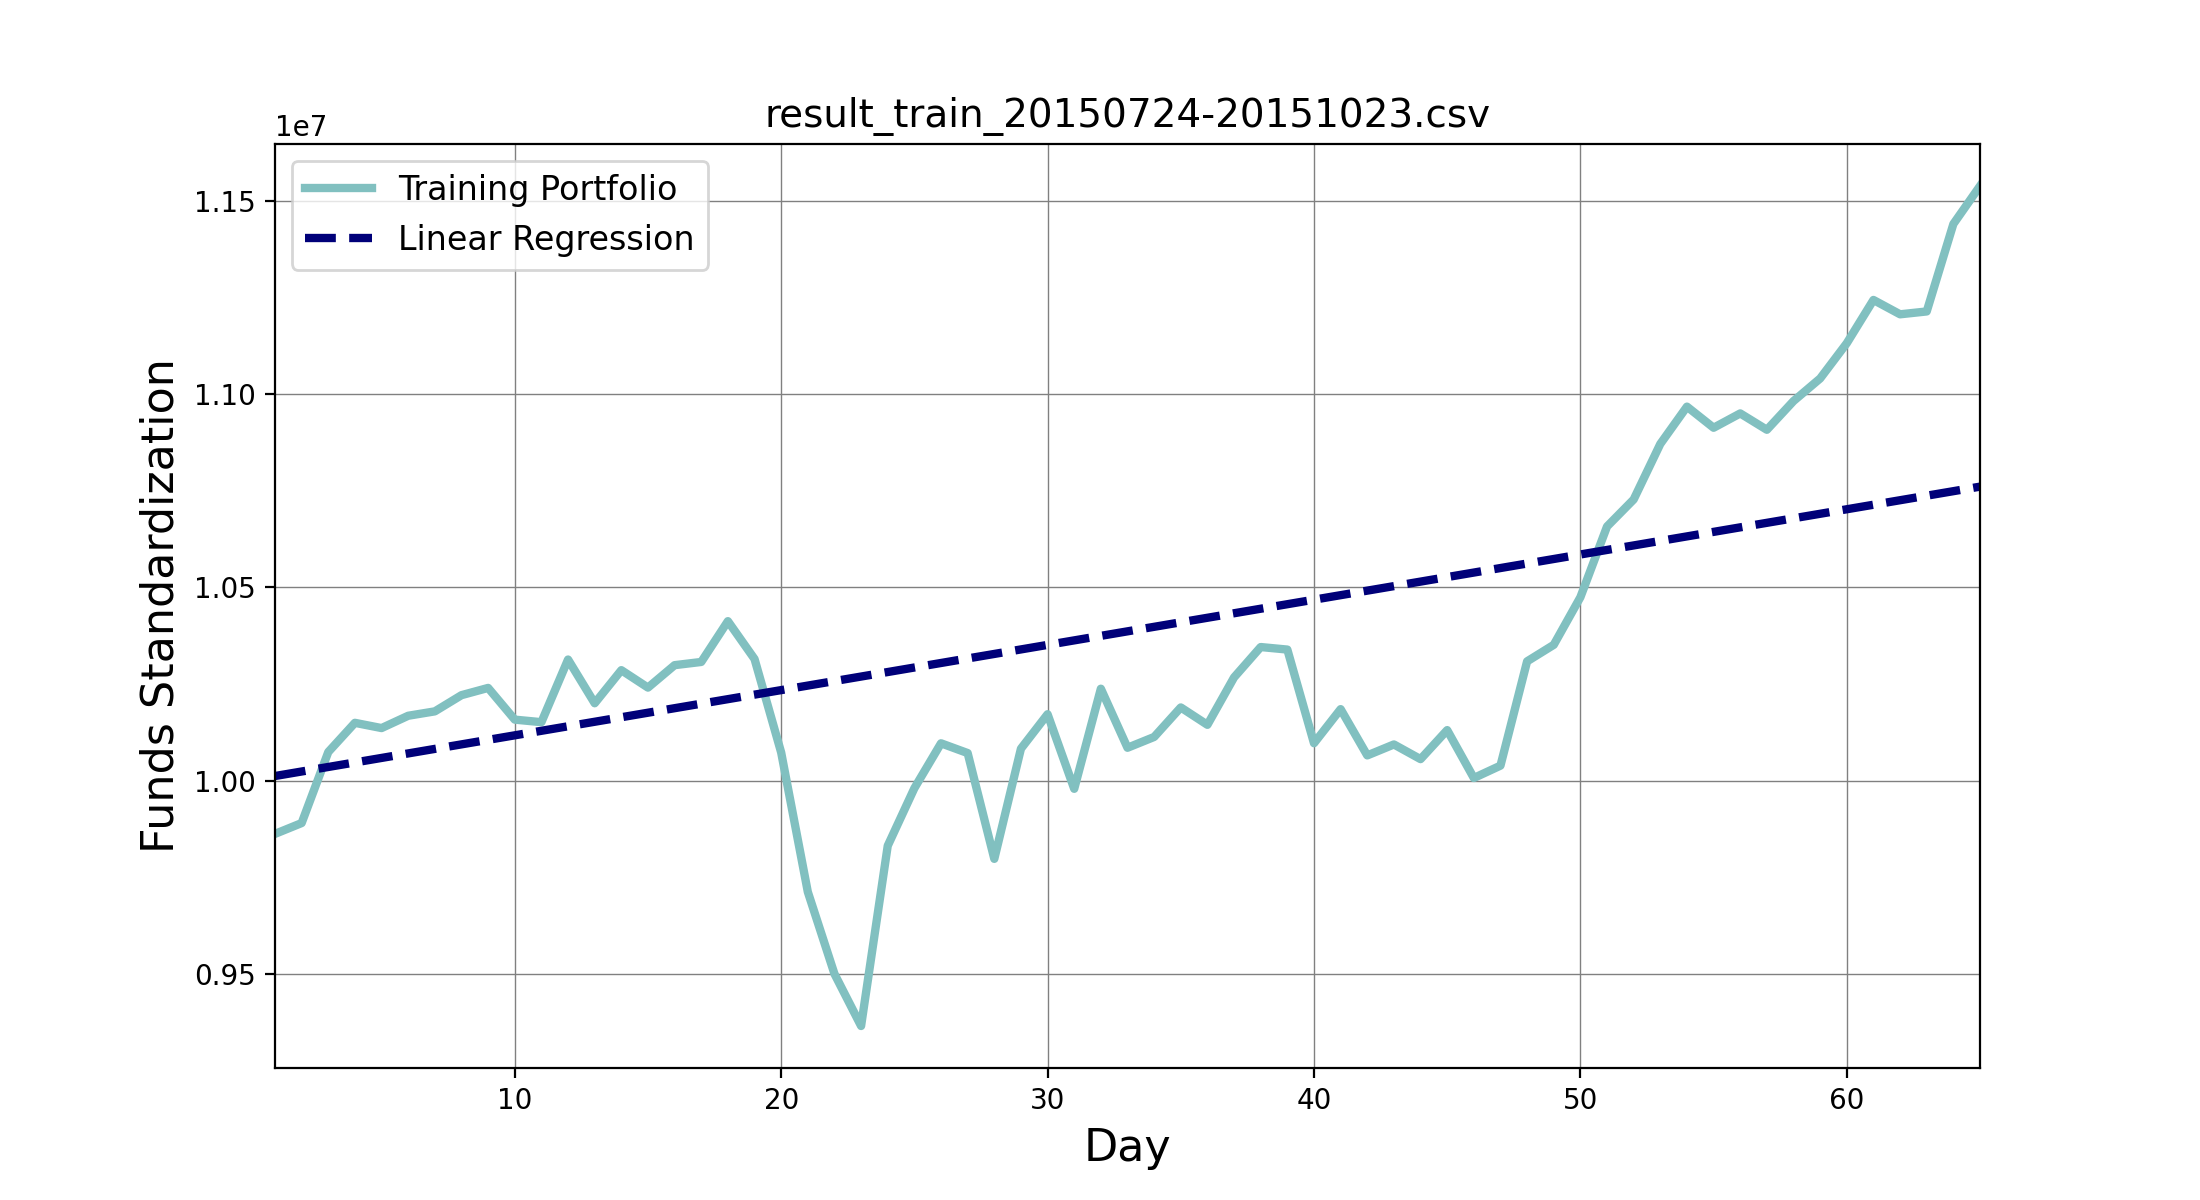 result_train_20150724-20151023.csv
1e7
Training Portfolio
Linear Regression
1.15
1.10
1.05
1.00
0.95
Funds Standardization
10 20 30 40 50 60
Day